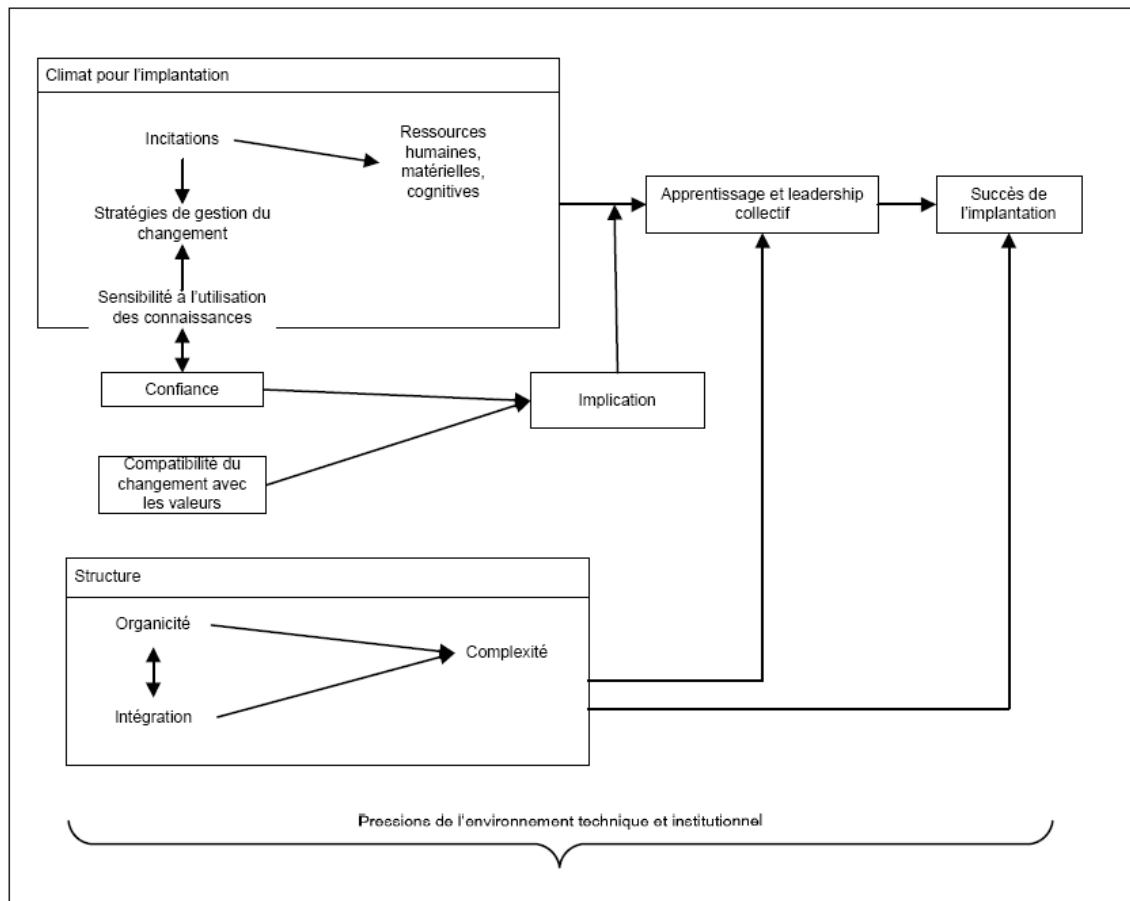 Climat pour l'implantation
Incitations
Ressources
humaines,
matérielles,
cognitives
Stratégies de gestion du
changement
Sensibilité à l'utilisation
des connaissances
Apprentissage et leadership
collectif
Succès de
l'implantation
Confiance
Implication
Compatibilité du
changement avec
les valeurs
Structure
Organicité
Complexité
Intégration
Pressions de l'environnement technique et institutionnel